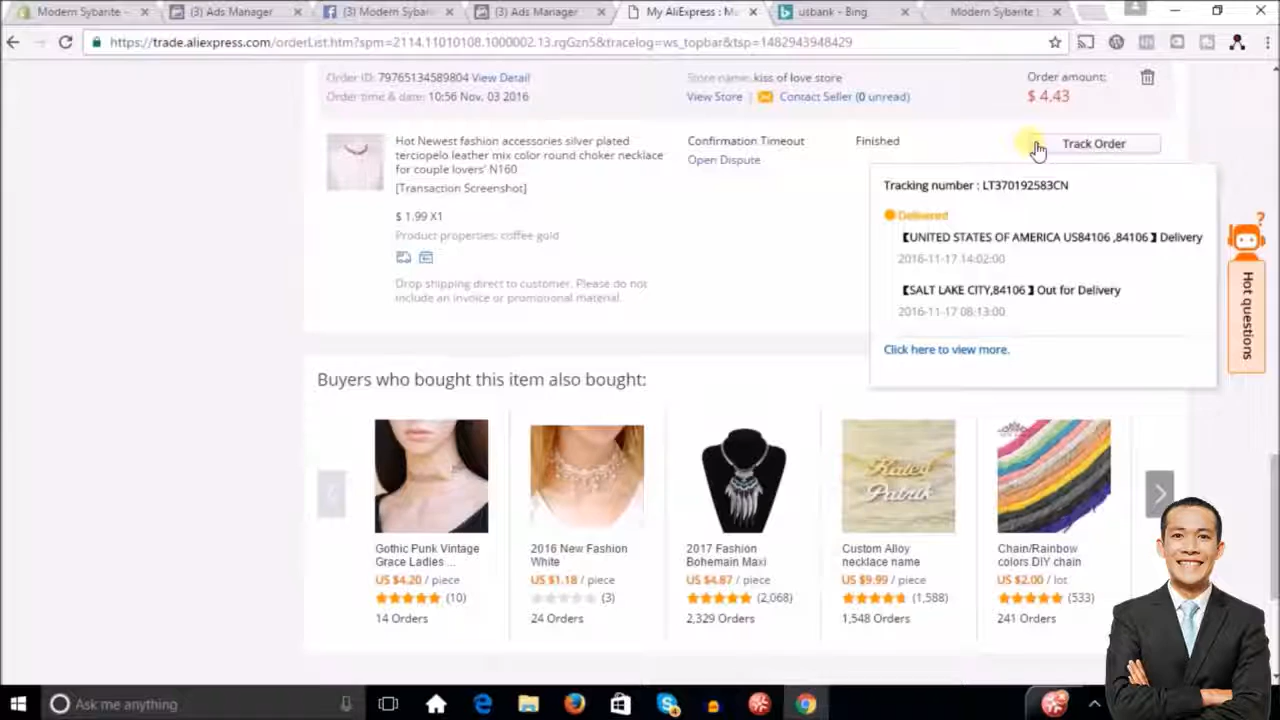 Modern Sybarite
(3) Ads Manager
(3) Modern Sybar
(3) Ads Manager
My AliExpress : M
usbank - Bing
Modern Sybarite
https://trade.aliexpress.com/orderList.htm?spm=2114.11010108.1000002.13.rgGzn5&tracelog=ws_topbar&tsp=1482943948429
Order ID: 79765134589804 View Detail
Store name: kiss of love store
Order amount:
Order time & date: 10:56 Nov. 03 2016
View Store | Contact Seller (0 unread)
$ 4.43
Hot Newest fashion accessories silver plated
terciopelo leather mix color round choker necklace
for couple lovers' N160
[Transaction Screenshot]
$ 1.99 X1
Product properties: coffee gold
Drop shipping direct to customer. Please do not
include an invoice or promotional material.
Confirmation Timeout
Open Dispute
Finished
Track Order
Tracking number : LT370192583CN
Delivered
【UNITED STATES OF AMERICA US84106 ,84106】Delivery
2016-11-17 14:02:00
【SALT LAKE CITY,84106 】Out for Delivery
2016-11-17 08:13:00
Click here to view more.
?
Hot questions
Buyers who bought this item also bought:
Gothic Punk Vintage
Grace Ladies ...
US $4.20 / piece
(10)
14 Orders
2016 New Fashion
White
US $1.18 / piece
(3)
24 Orders
2017 Fashion
Bohemain Maxi
US $4.87 / piece
(2,068)
2,329 Orders
Kaled
Patrik
Custom Alloy
necklace name
US $9.99 / piece
(1,588)
1,548 Orders
Chain/Rainbow
colors DIY chain
US $2.00 / lot
(533)
241 Orders
Ask me anything